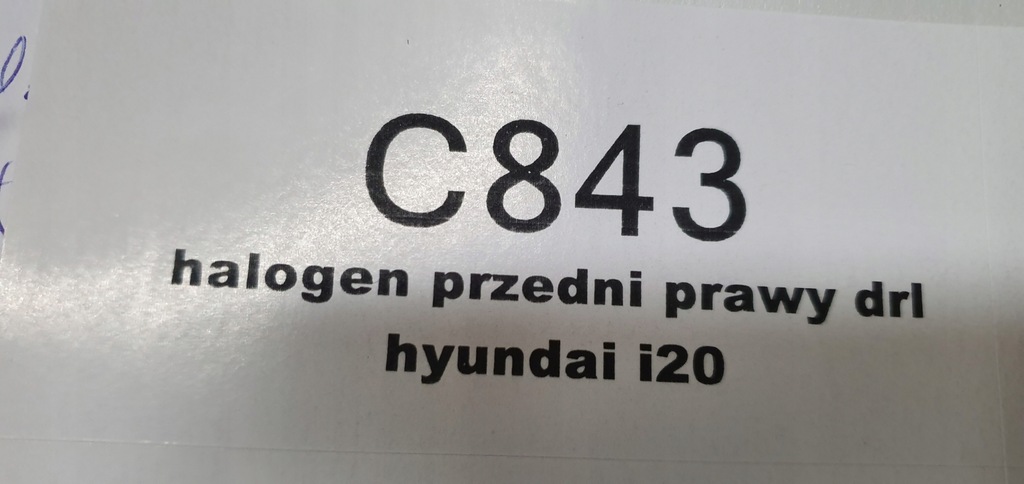 C843
halogen przedni prawy drl
hyundai i20